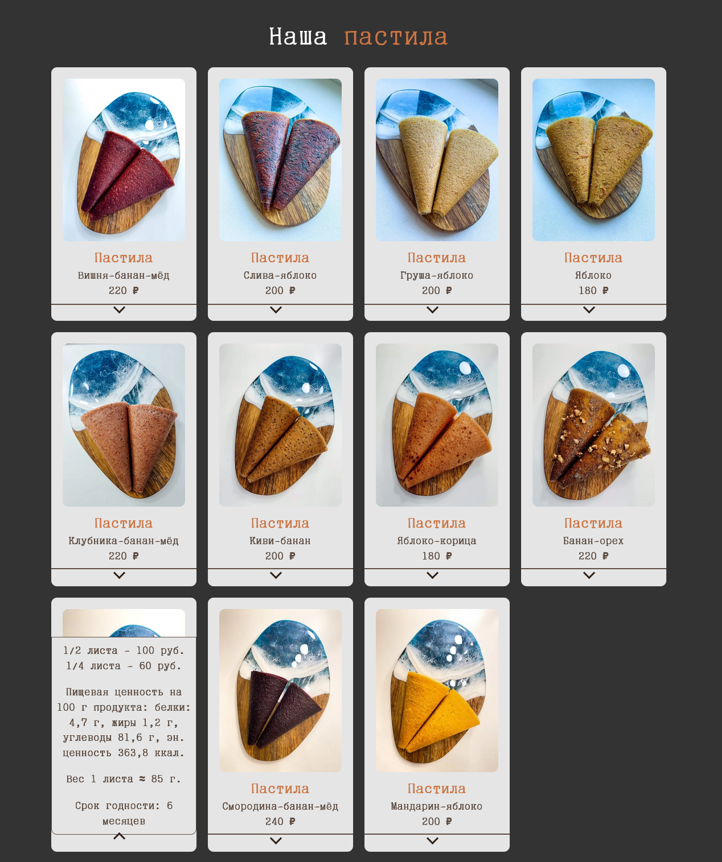 Наша пастила
Пастила
Вишня-банан-мёд
220 ₽
Пастила
Слива-яблоко
200 ₽
Пастила
Груша-яблоко
200 ₽
Пастила
Яблоко
180 ₽
Пастила
Клубника-банан-мёд
220 ₽
Пастила
Киви-банан
200 ₽
Пастила
Яблоко-корица
180 ₽
Пастила
Банан-орех
220 ₽
1/2 листа - 100 руб.
1/4 листа - 60 руб.
Пищевая ценность на
100 г продукта: белки:
4,7 г, жиры 1,2 г,
углеводы 81,6 г, эн.
ценность 363,8 ккал.
Вес 1 листа ≈ 85 г.
Срок годности: 6
месяцев
Пастила
Смородина-банан-мёд
240 ₽
Пастила
Мандарин-яблоко
200 ₽